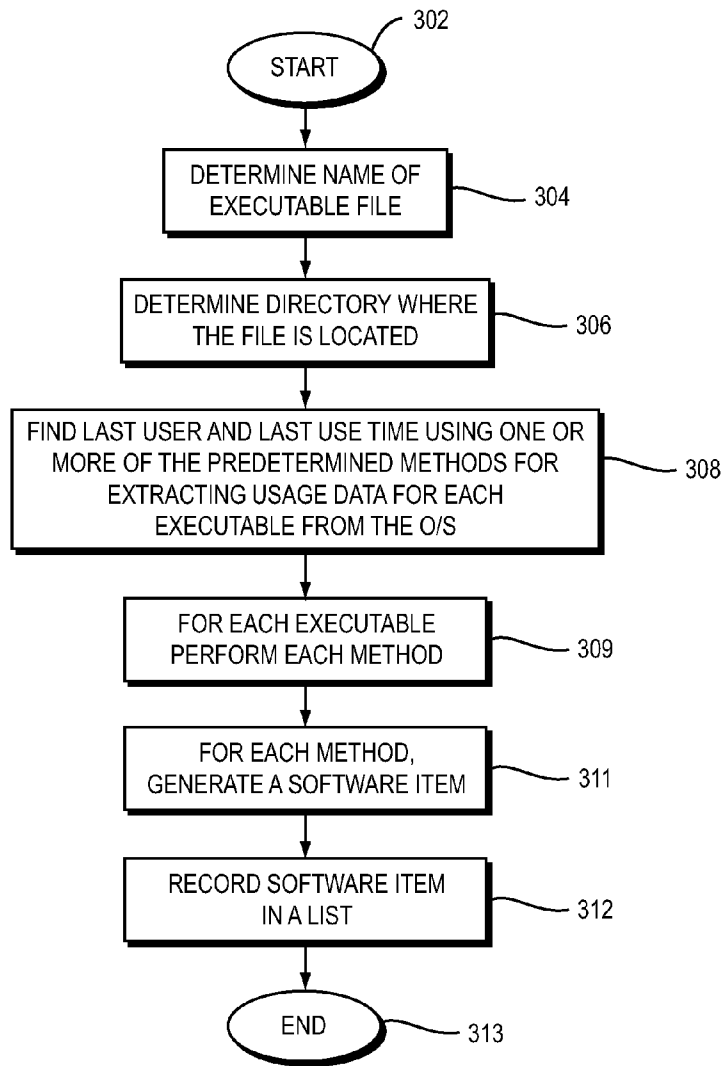 302
START
DETERMINE NAME OF
EXECUTABLE FILE
304
DETERMINE DIRECTORY WHERE
THE FILE IS LOCATED
306
FIND LAST USER AND LAST USE TIME USING ONE OR
MORE OF THE PREDETERMINED METHODS FOR
EXTRACTING USAGE DATA FOR EACH
EXECUTABLE FROM THE O/S
308
FOR EACH EXECUTABLE
PERFORM EACH METHOD
309
FOR EACH METHOD,
GENERATE A SOFTWARE ITEM
311
RECORD SOFTWARE ITEM
IN A LIST
312
END
313